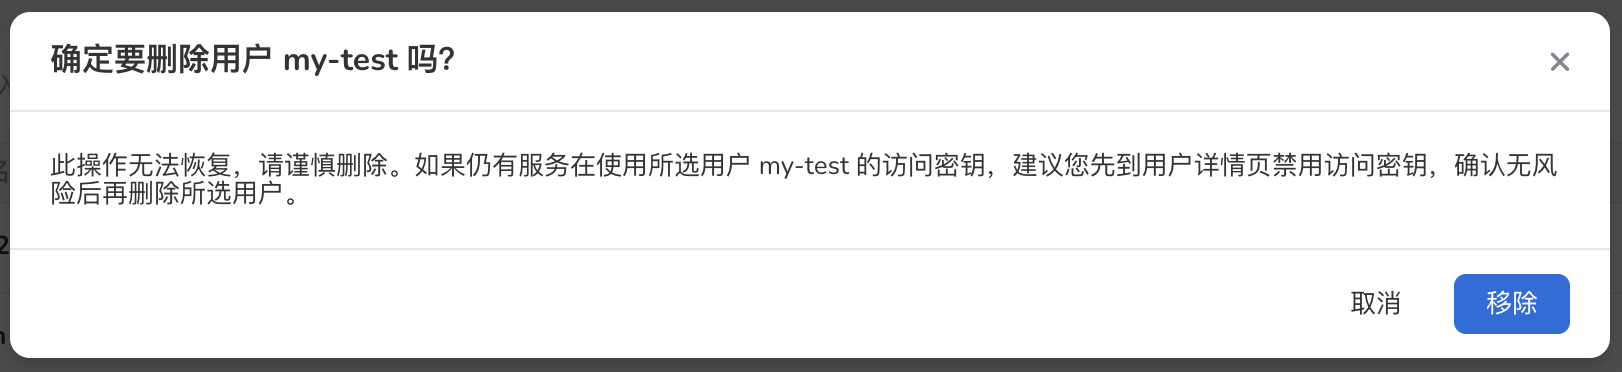 确定要删除用户 my-test 吗？
此操作无法恢复，请谨慎删除。如果仍有服务在使用所选用户 my-test 的访问密钥，建议您先到用户详情页禁用访问密钥，确认无风
险后再删除所选用户。
取消
移除